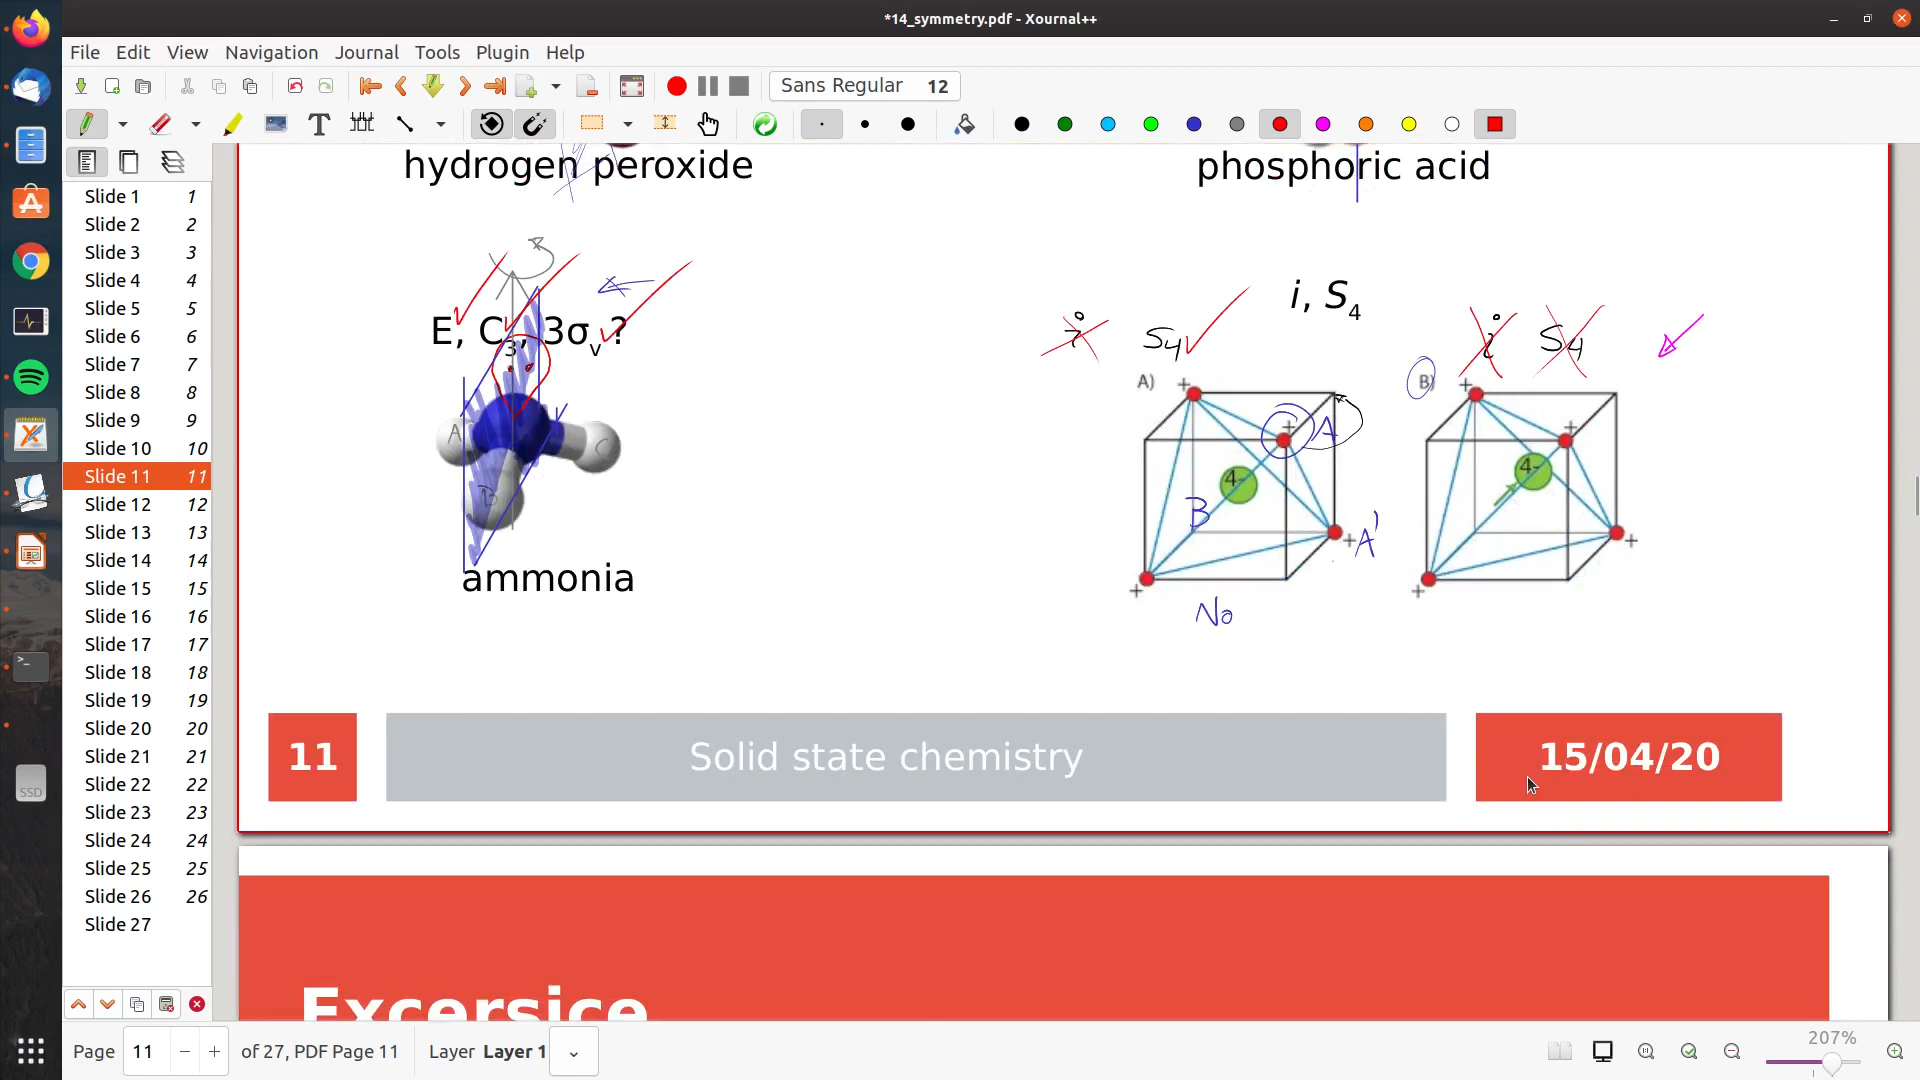 *14_symmetry.pdf - Xournal++
File Edit View Navigation Journal Tools Plugin Help
Sans Regular 12
Slide 1 1
Slide 2 2
Slide 3 3
Slide 4 4
Slide 5 5
Slide 6 6
Slide 7 7
Slide 8 8
Slide 9 9
Slide 10 10
Slide 11 11
Slide 12 12
Slide 13 13
Slide 14 14
Slide 15 15
Slide 16 16
Slide 17 17
Slide 18 18
Slide 19 19
Slide 20 20
Slide 21 21
Slide 22 22
Slide 23 23
Slide 24 24
Slide 25 25
Slide 26 26
Slide 27
SSD
hydrogen peroxide
phosphoric acid
E, C3, 3σv ?
A
B
C
ammonia
i, S4
i S4
i S4
A) + + 4- + +
A
B
A'
No
B) + + 4- + +
11
Solid state chemistry
15/04/20
Excersice
Page 11 − + of 27, PDF Page 11 Layer Layer 1
207%